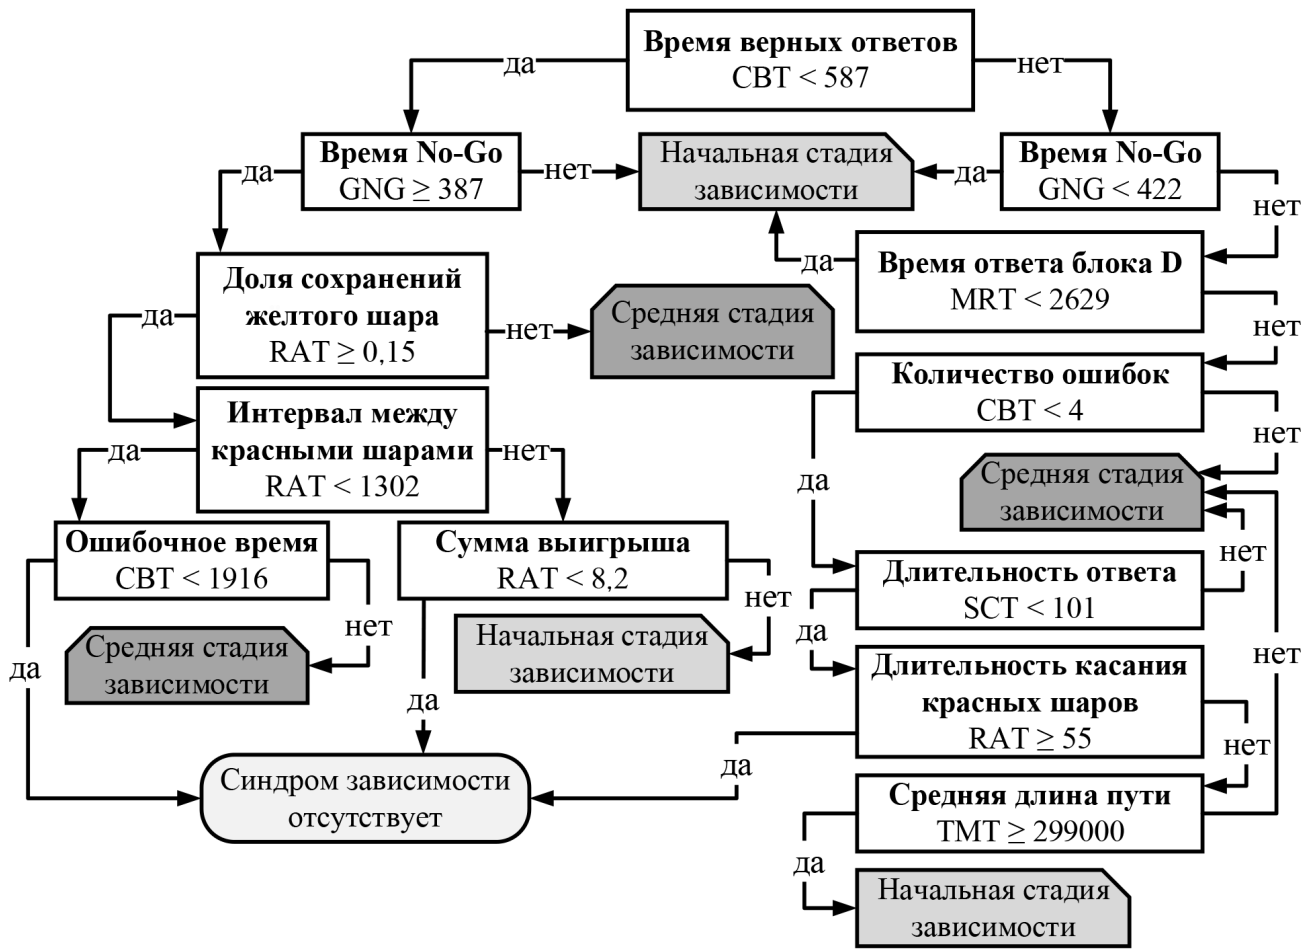 Время верных ответов
CBT < 587
да
нет
Время No-Go
GNG ≥ 387
да
нет
Начальная стадия
зависимости
Время No-Go
GNG < 422
да
нет
Доля сохранений
желтого шара
RAT ≥ 0,15
да
нет
Средняя стадия
зависимости
Время ответа блока D
MRT < 2629
да
нет
Интервал между
красными шарами
RAT < 1302
да
нет
Количество ошибок
CBT < 4
да
нет
Средняя стадия
зависимости
Ошибочное время
CBT < 1916
да
нет
Средняя стадия
зависимости
Сумма выигрыша
RAT < 8,2
да
нет
Начальная стадия
зависимости
Длительность ответа
SCT < 101
да
нет
Длительность касания
красных шаров
RAT ≥ 55
да
нет
Синдром зависимости
отсутствует
Средняя длина пути
TMT ≥ 299000
да
нет
Начальная стадия
зависимости